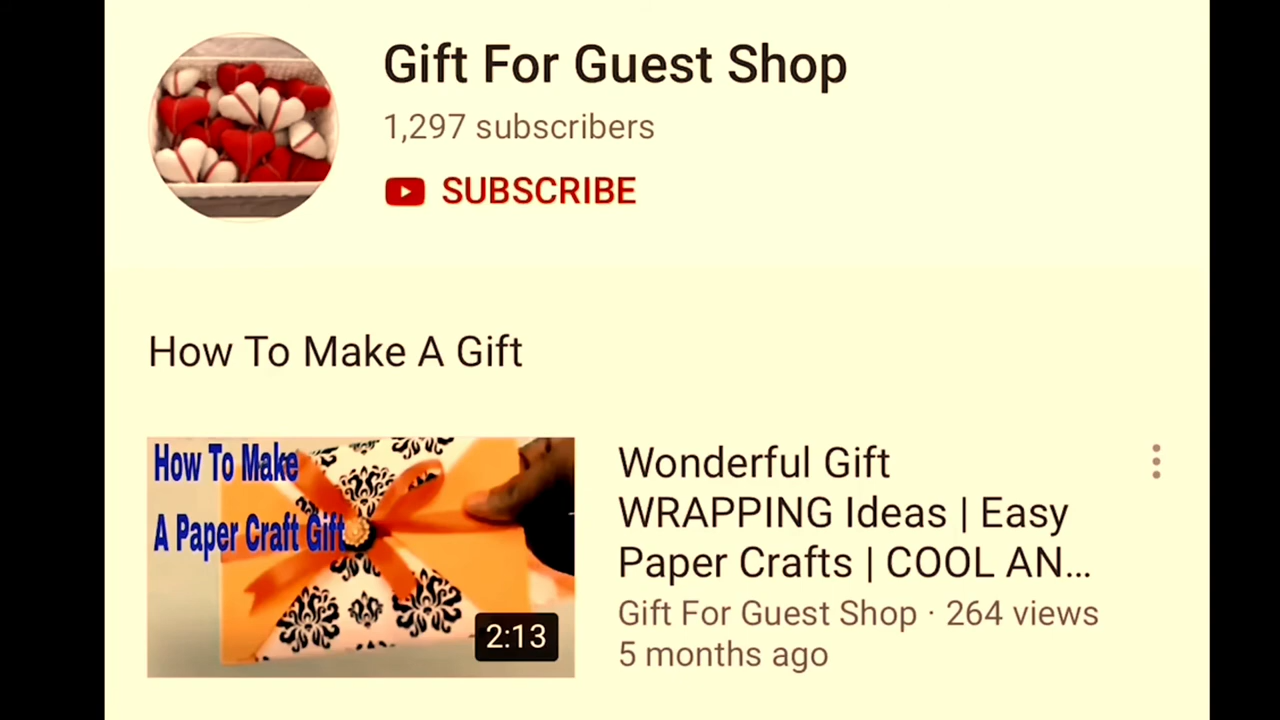 Gift For Guest Shop
1,297 subscribers
SUBSCRIBE
How To Make A Gift
How To Make
A Paper Craft Gift
2:13
Wonderful Gift
WRAPPING Ideas | Easy
Paper Crafts | COOL AN...
Gift For Guest Shop · 264 views
5 months ago